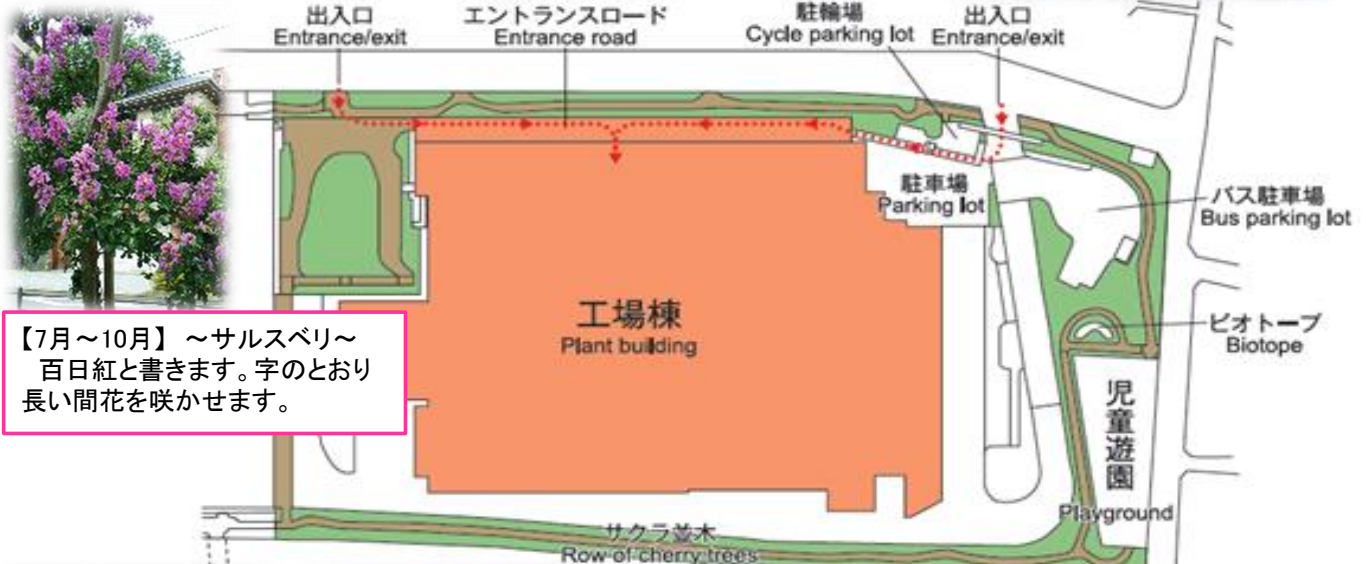 出入口
Entrance/exit
エントランスロード
Entrance road
駐輪場
Cycle parking lot
出入口
Entrance/exit
駐車場
Parking lot
バス駐車場
Bus parking lot
工場棟
Plant building
ビオトープ
Biotope
【7月～10月】 ～サルスベリ～
百日紅と書きます。字のとおり
長い間花を咲かせます。
児童遊園
Playground
サクラ並木
Row of cherry trees